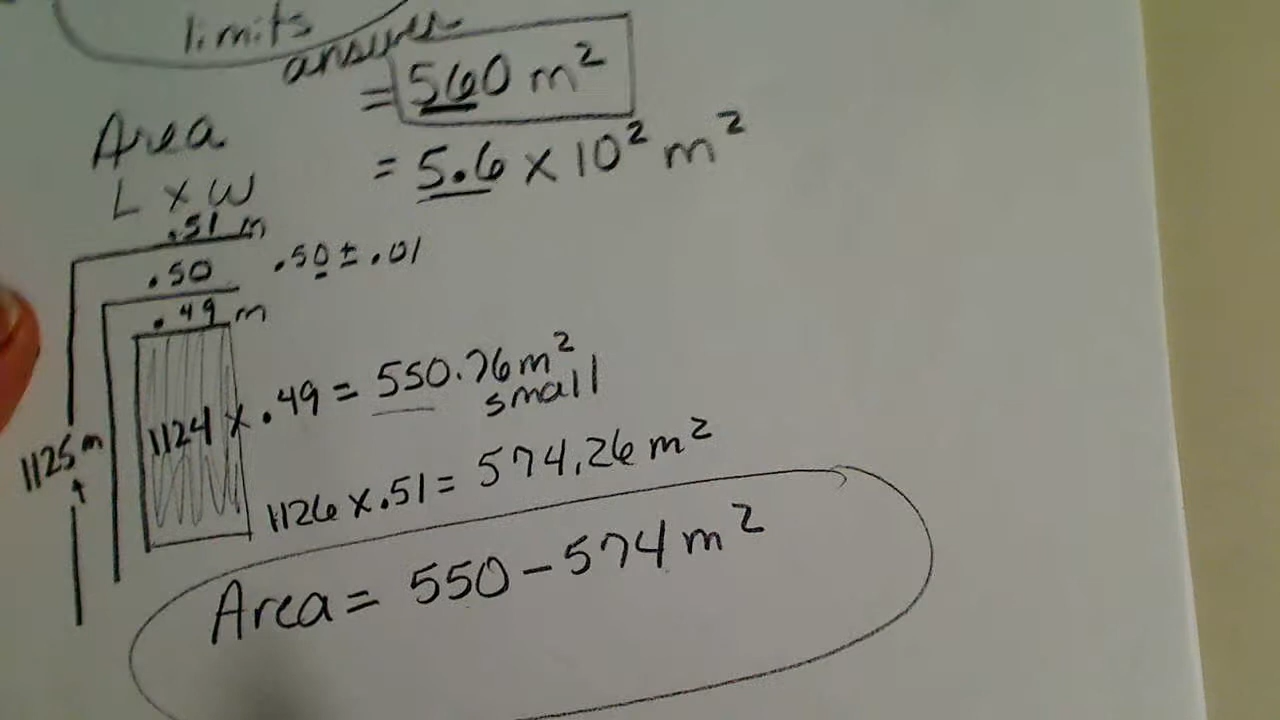 limits
answer
= 560 m²
Area
= 5.6 x 10² m²
L x W
.51 m
.50
.50 ± .01
.49 m
1124 x .49 = 550.76 m²
small
1125 m
1126 x .51 = 574.26 m²
Area = 550 - 574 m²